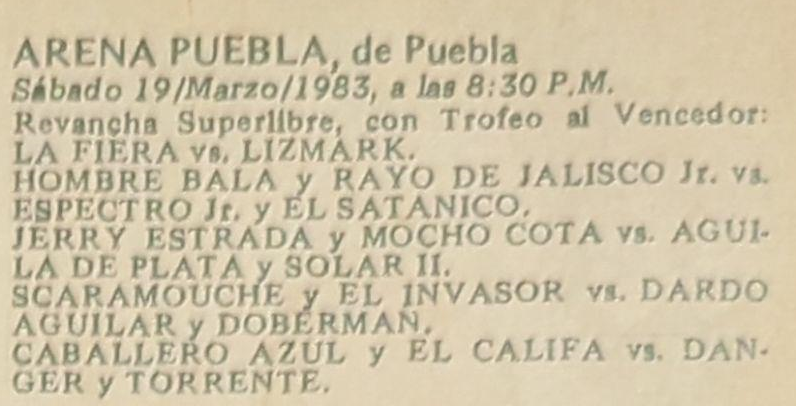 ARENA PUEBLA, de Puebla
Sábado 19/Marzo/1983, a las 8:30 P.M.
Revancha Superlibre, con Trofeo al Vencedor:
LA FIERA vs. LIZMARK.
HOMBRE BALA y RAYO DE JALISCO Jr. vs.
ESPECTRO Jr. y EL SATANICO.
JERRY ESTRADA y MOCHO COTA vs. AGUI-
LA DE PLATA y SOLAR II.
SCARAMOUCHE y EL INVASOR vs. DARDO
AGUILAR y DOBERMAN.
CABALLERO AZUL y EL CALIFA vs. DAN-
GER y TORRENTE.